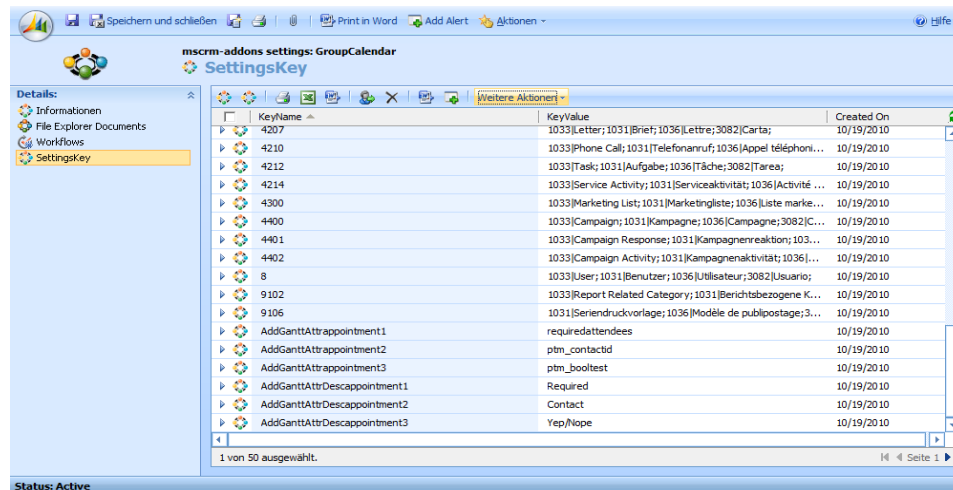 Speichern und schließen Print in Word Add Alert Aktionen Hilfe
mscrm-addons settings: GroupCalendar
SettingsKey
Details:
Informationen
File Explorer Documents
Workflows
SettingsKey
Weitere Aktionen
KeyName KeyValue Created On
4207 1033|Letter;1031|Brief;1036|Lettre;3082|Carta; 10/19/2010
4210 1033|Phone Call;1031|Telefonanruf;1036|Appel téléphoni... 10/19/2010
4212 1033|Task;1031|Aufgabe;1036|Tâche;3082|Tarea; 10/19/2010
4214 1033|Service Activity;1031|Serviceaktivität;1036|Activité ... 10/19/2010
4300 1033|Marketing List;1031|Marketingliste;1036|Liste marke... 10/19/2010
4400 1033|Campaign;1031|Kampagne;1036|Campagne;3082|C... 10/19/2010
4401 1033|Campaign Response;1031|Kampagnenreaktion;103... 10/19/2010
4402 1033|Campaign Activity;1031|Kampagnenaktivität;1036|... 10/19/2010
8 1033|User;1031|Benutzer;1036|Utilisateur;3082|Usuario; 10/19/2010
9102 1033|Report Related Category;1031|Berichtsbezogene K... 10/19/2010
9106 1031|Seriendruckvorlage;1036|Modèle de publipostage;3... 10/19/2010
AddGanttAttrappointment1 requiredattendees 10/19/2010
AddGanttAttrappointment2 ptm_contactid 10/19/2010
AddGanttAttrappointment3 ptm_booltest 10/19/2010
AddGanttAttrDescappointment1 Required 10/19/2010
AddGanttAttrDescappointment2 Contact 10/19/2010
AddGanttAttrDescappointment3 Yep/Nope 10/19/2010
1 von 50 ausgewählt. Seite 1
Status: Active